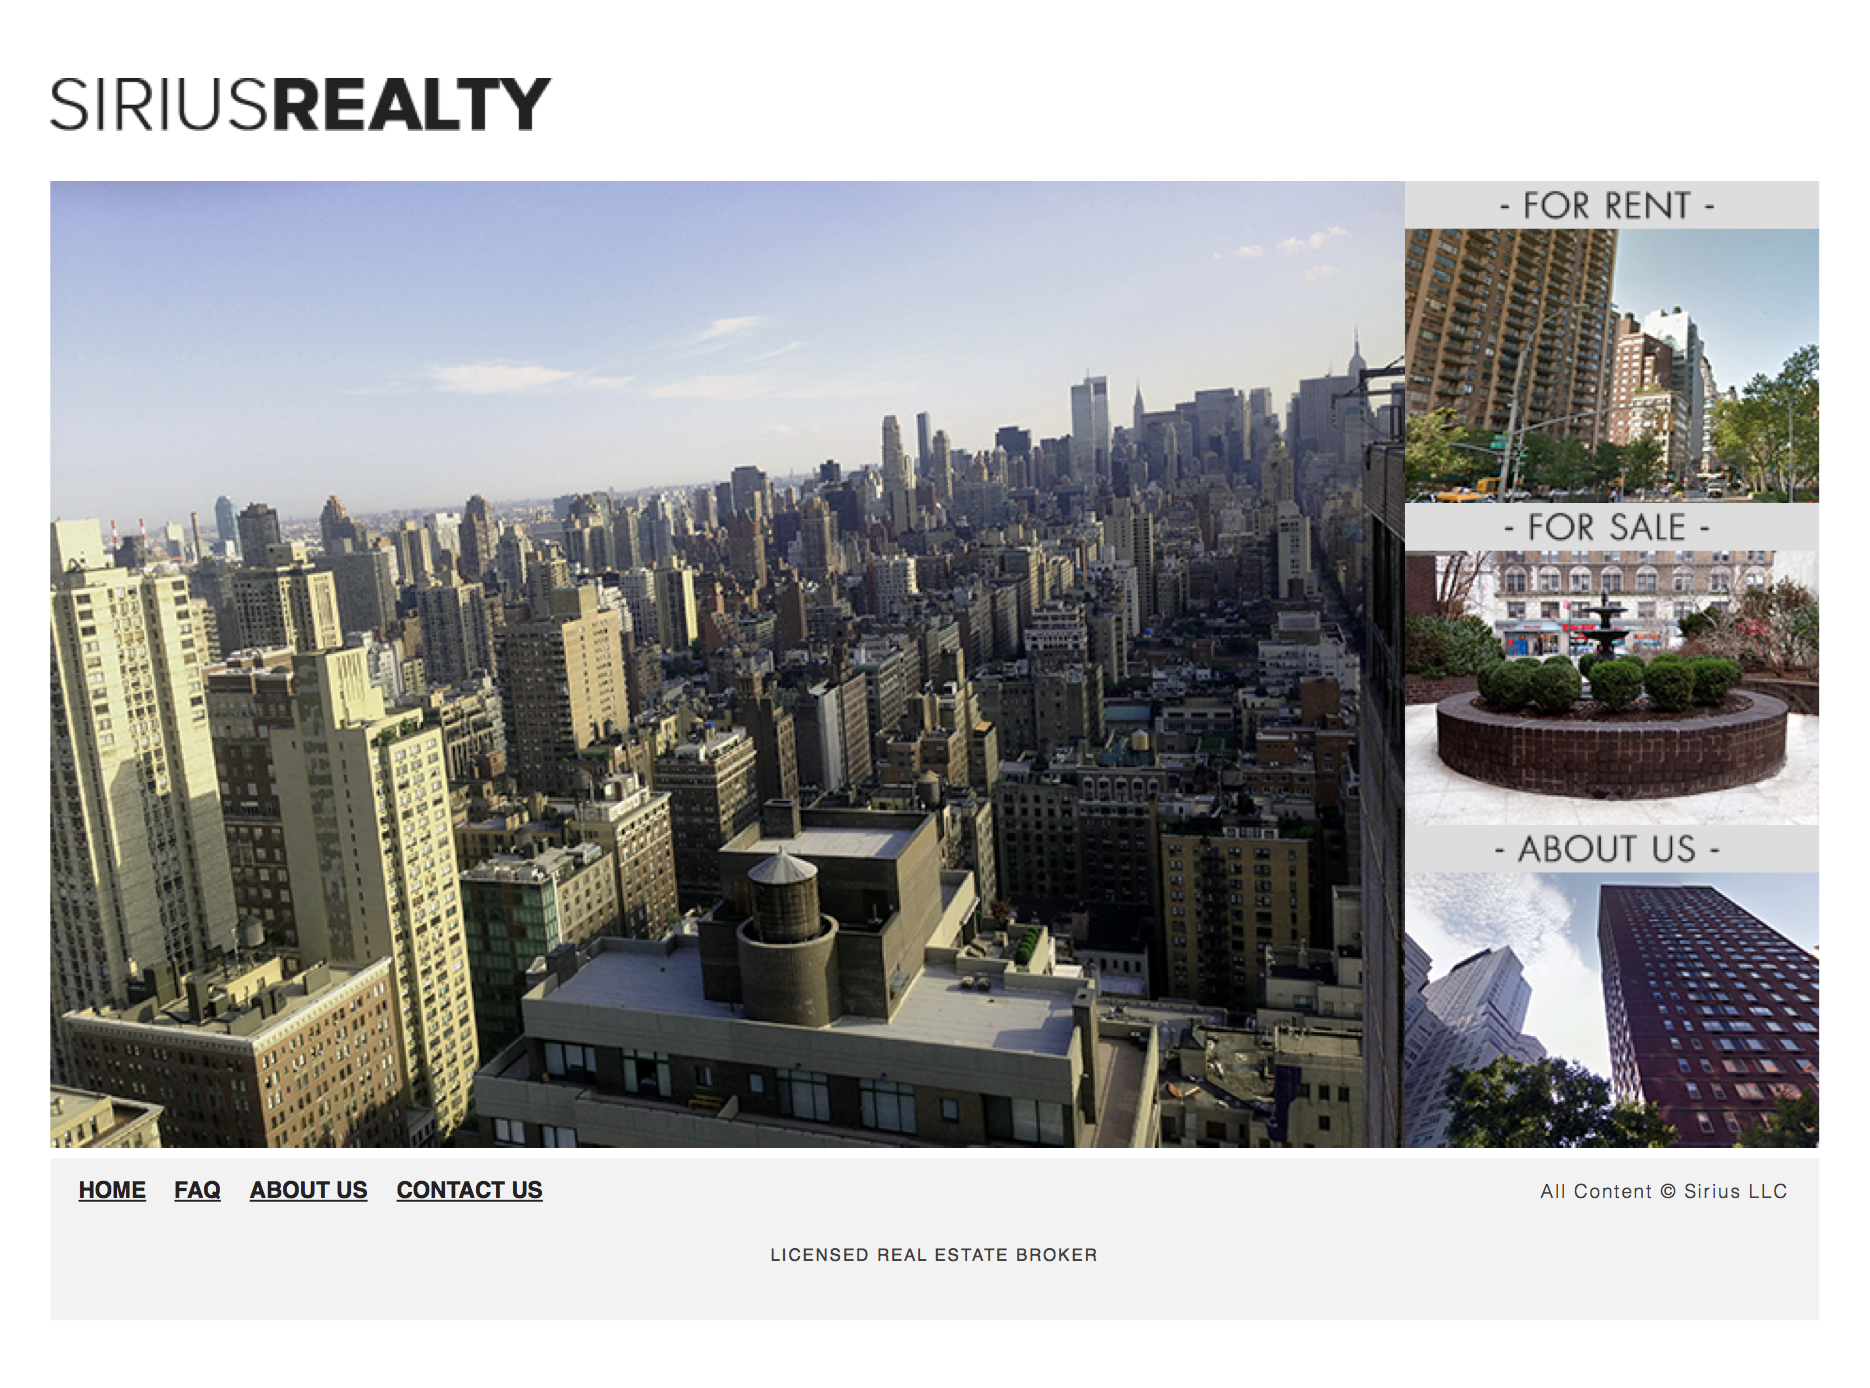 SIRIUSREALTY
- FOR RENT -
- FOR SALE -
- ABOUT US -
HOME FAQ ABOUT US CONTACT US
All Content © Sirius LLC
LICENSED REAL ESTATE BROKER